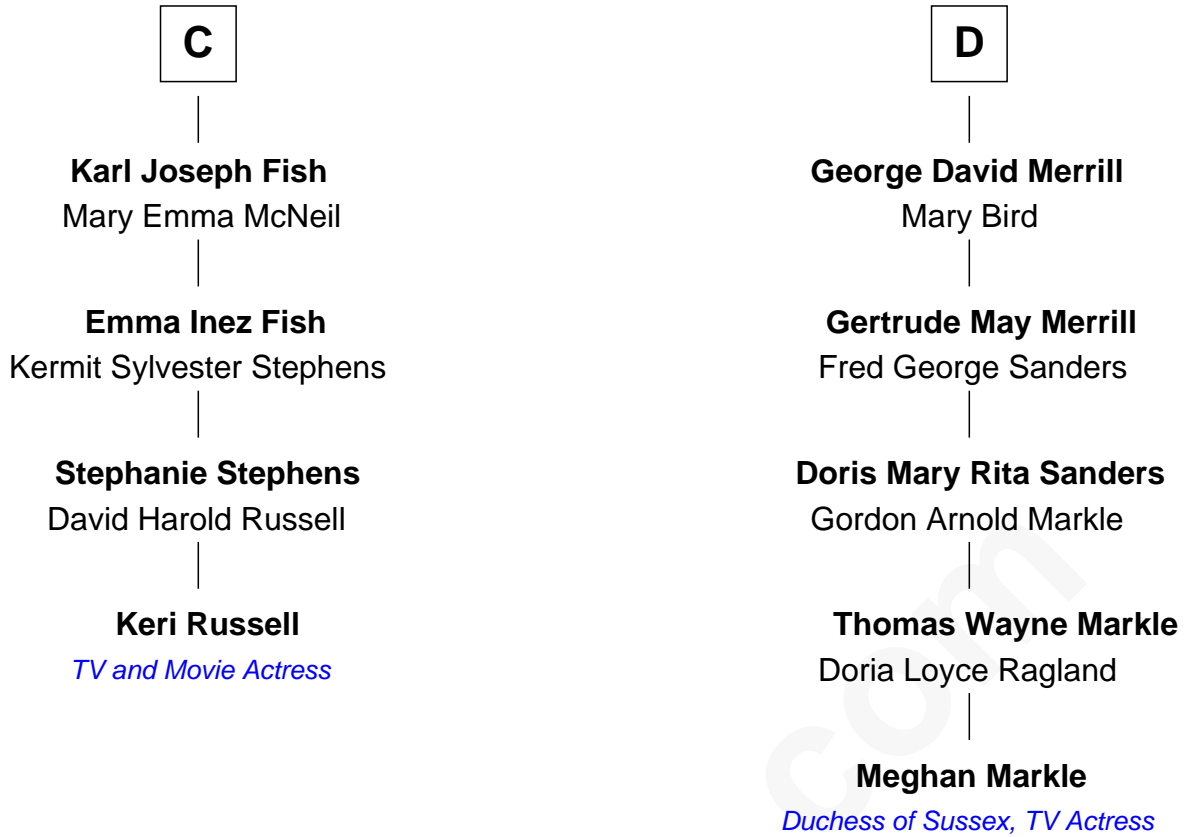 C
Karl Joseph Fish
Mary Emma McNeil
Emma Inez Fish
Kermit Sylvester Stephens
Stephanie Stephens
David Harold Russell
Keri Russell
TV and Movie Actress
D
George David Merrill
Mary Bird
Gertrude May Merrill
Fred George Sanders
Doris Mary Rita Sanders
Gordon Arnold Markle
Thomas Wayne Markle
Doria Loyce Ragland
Meghan Markle
Duchess of Sussex, TV Actress
com